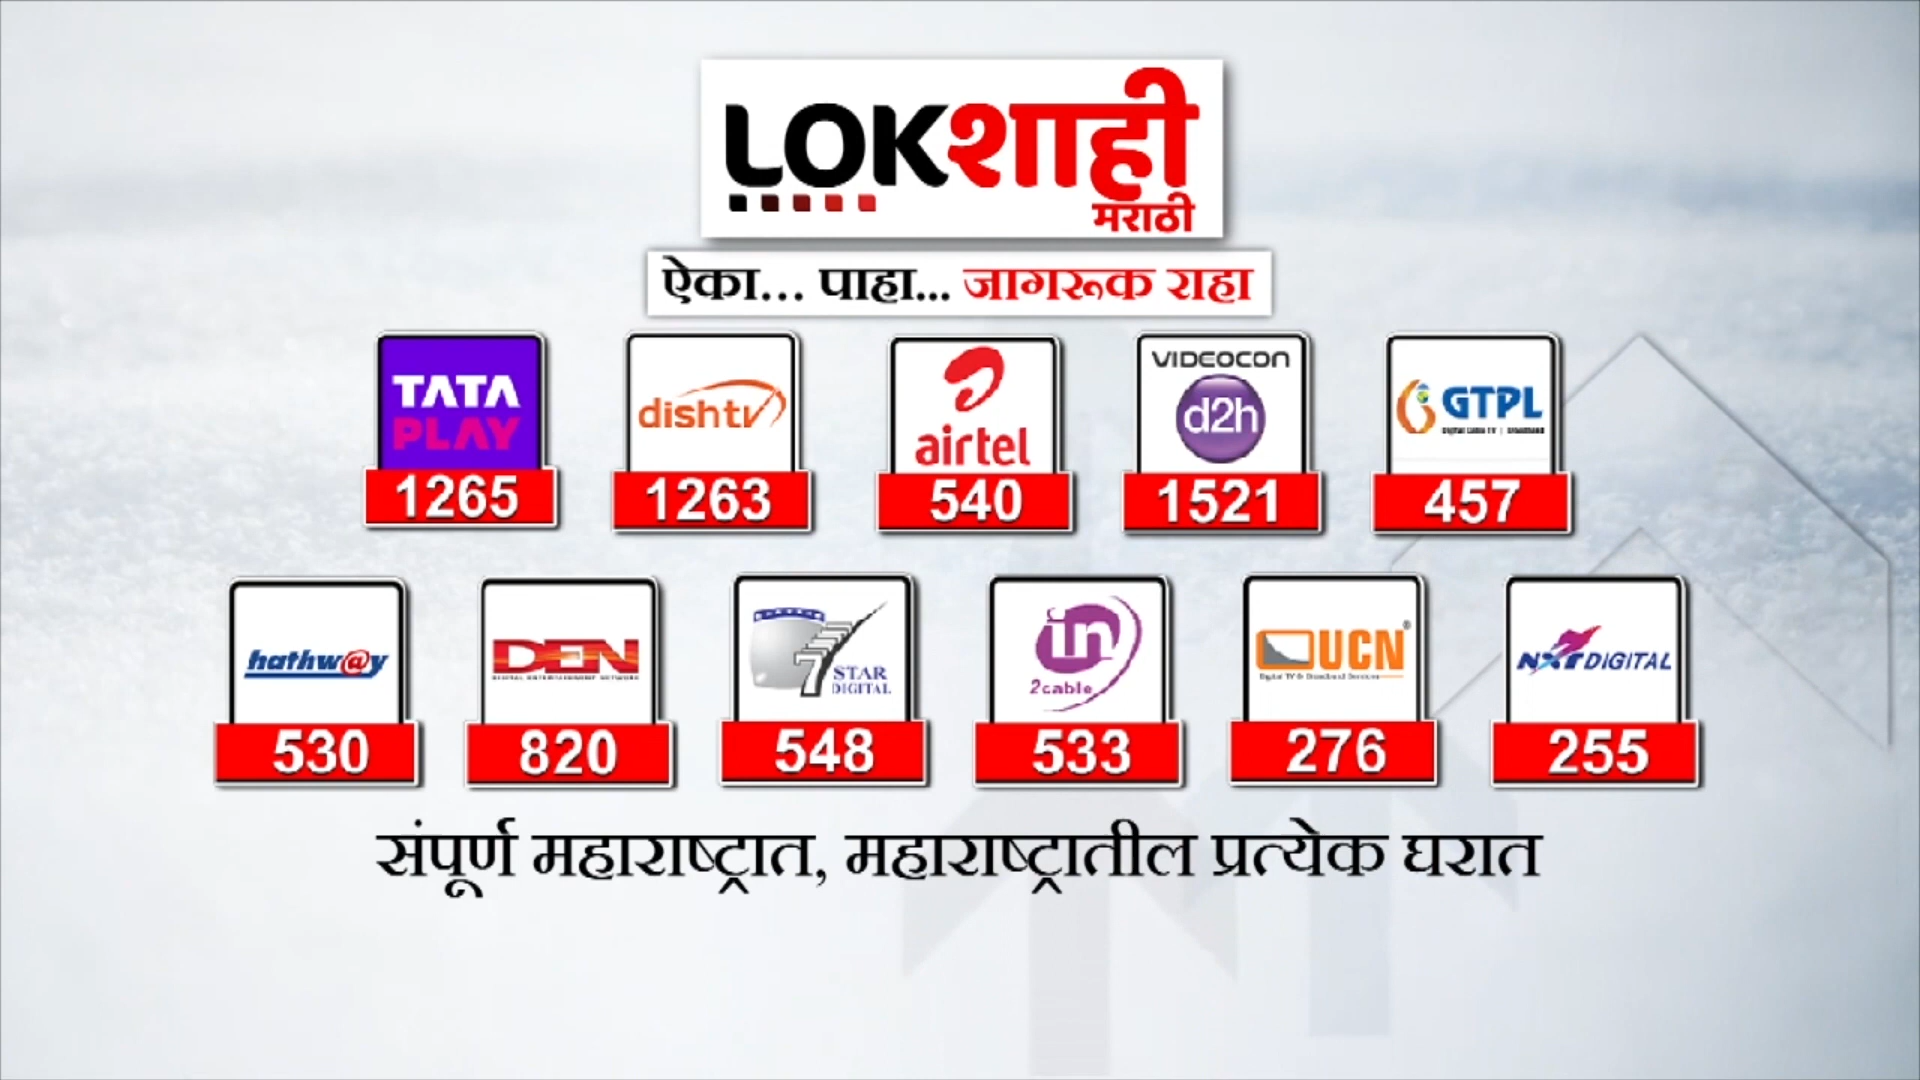 LOKशाही
मराठी
ऐका... पाहा... जागरूक राहा
TATA PLAY
dishtv
airtel
VIDEOCON d2h
GTPL
1265
1263
540
1521
457
hathw@y
DEN
7 STAR DIGITAL
in 2cable
UCN
NXT DIGITAL
530
820
548
533
276
255
संपूर्ण महाराष्ट्रात, महाराष्ट्रातील प्रत्येक घरात